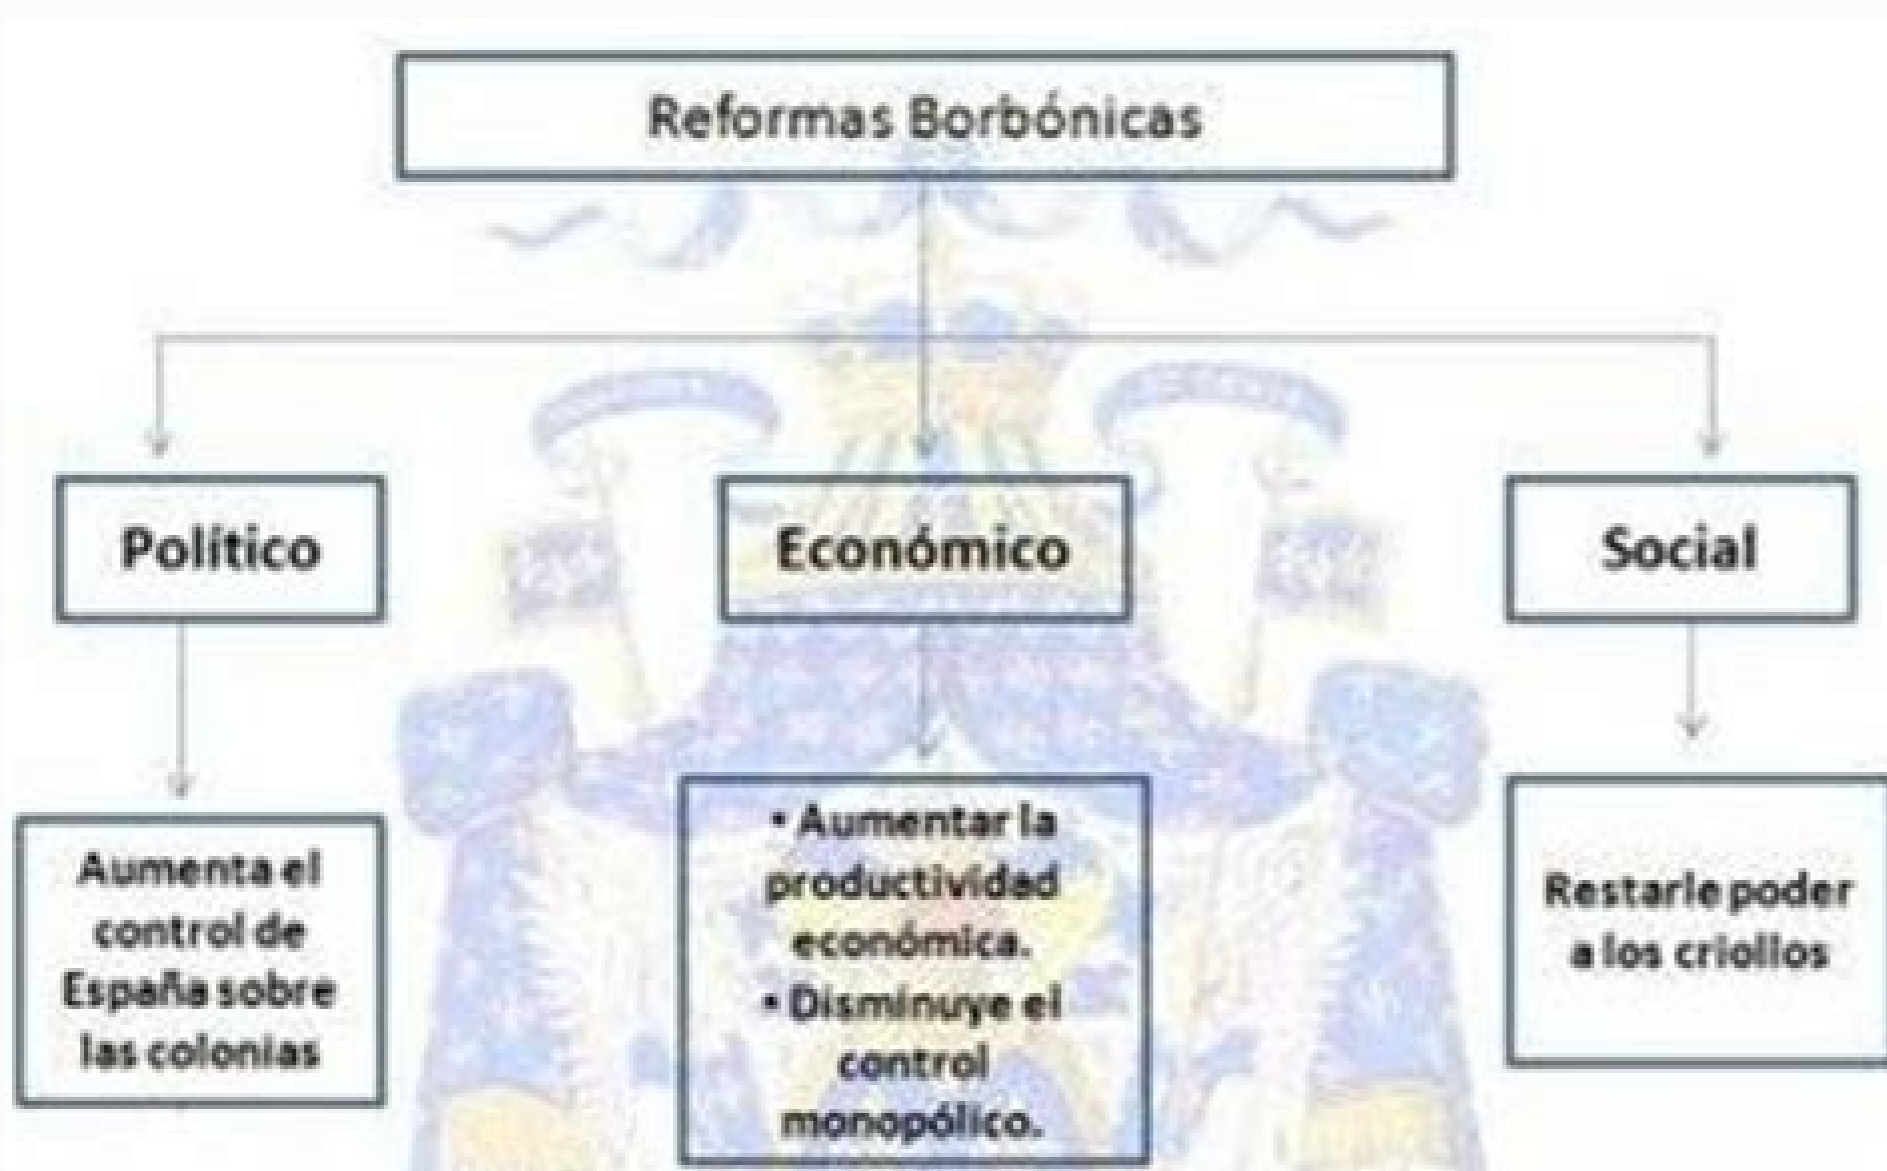 Reformas Borbónicas
Político
Económico
Social
Aumenta el
control de
España sobre
las colonias
• Aumentar la
productividad
económica.
• Disminuye el
control
monopólico.
Restarle poder
a los criollos